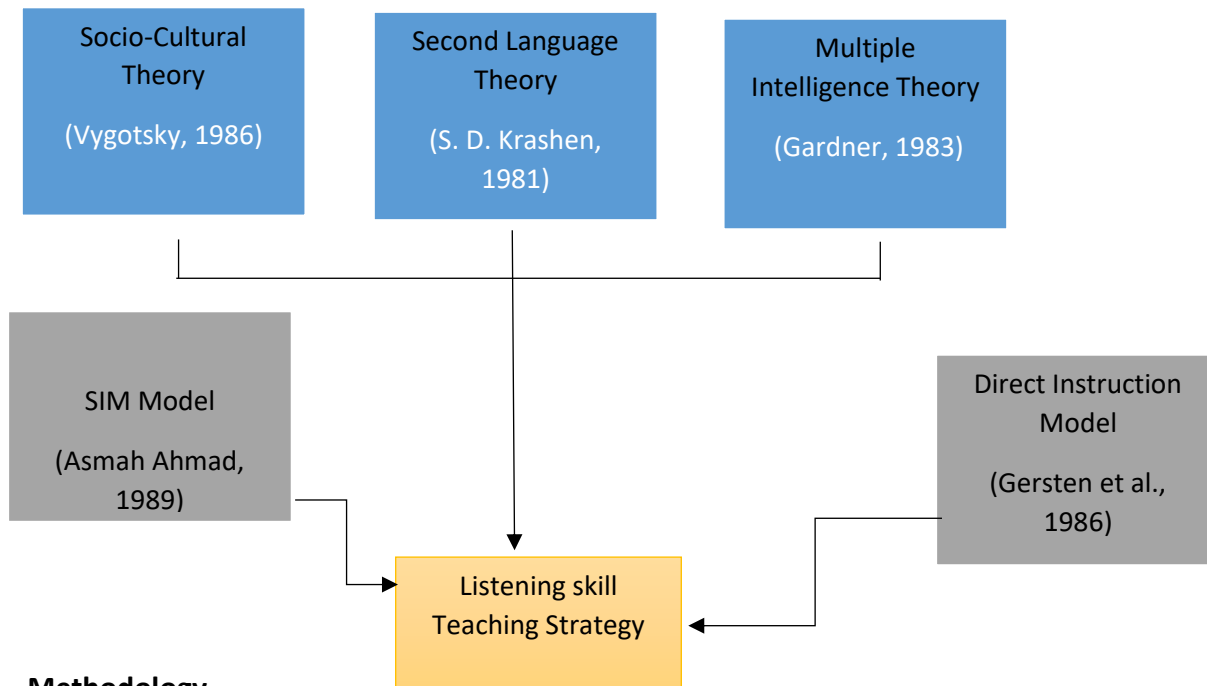 Socio-Cultural
Theory
(Vygotsky, 1986)
Second Language
Theory
(S. D. Krashen,
1981)
Multiple
Intelligence Theory
(Gardner, 1983)
SIM Model
(Asmah Ahmad,
1989)
Direct Instruction
Model
(Gersten et al.,
1986)
Listening skill
Teaching Strategy
Methodology